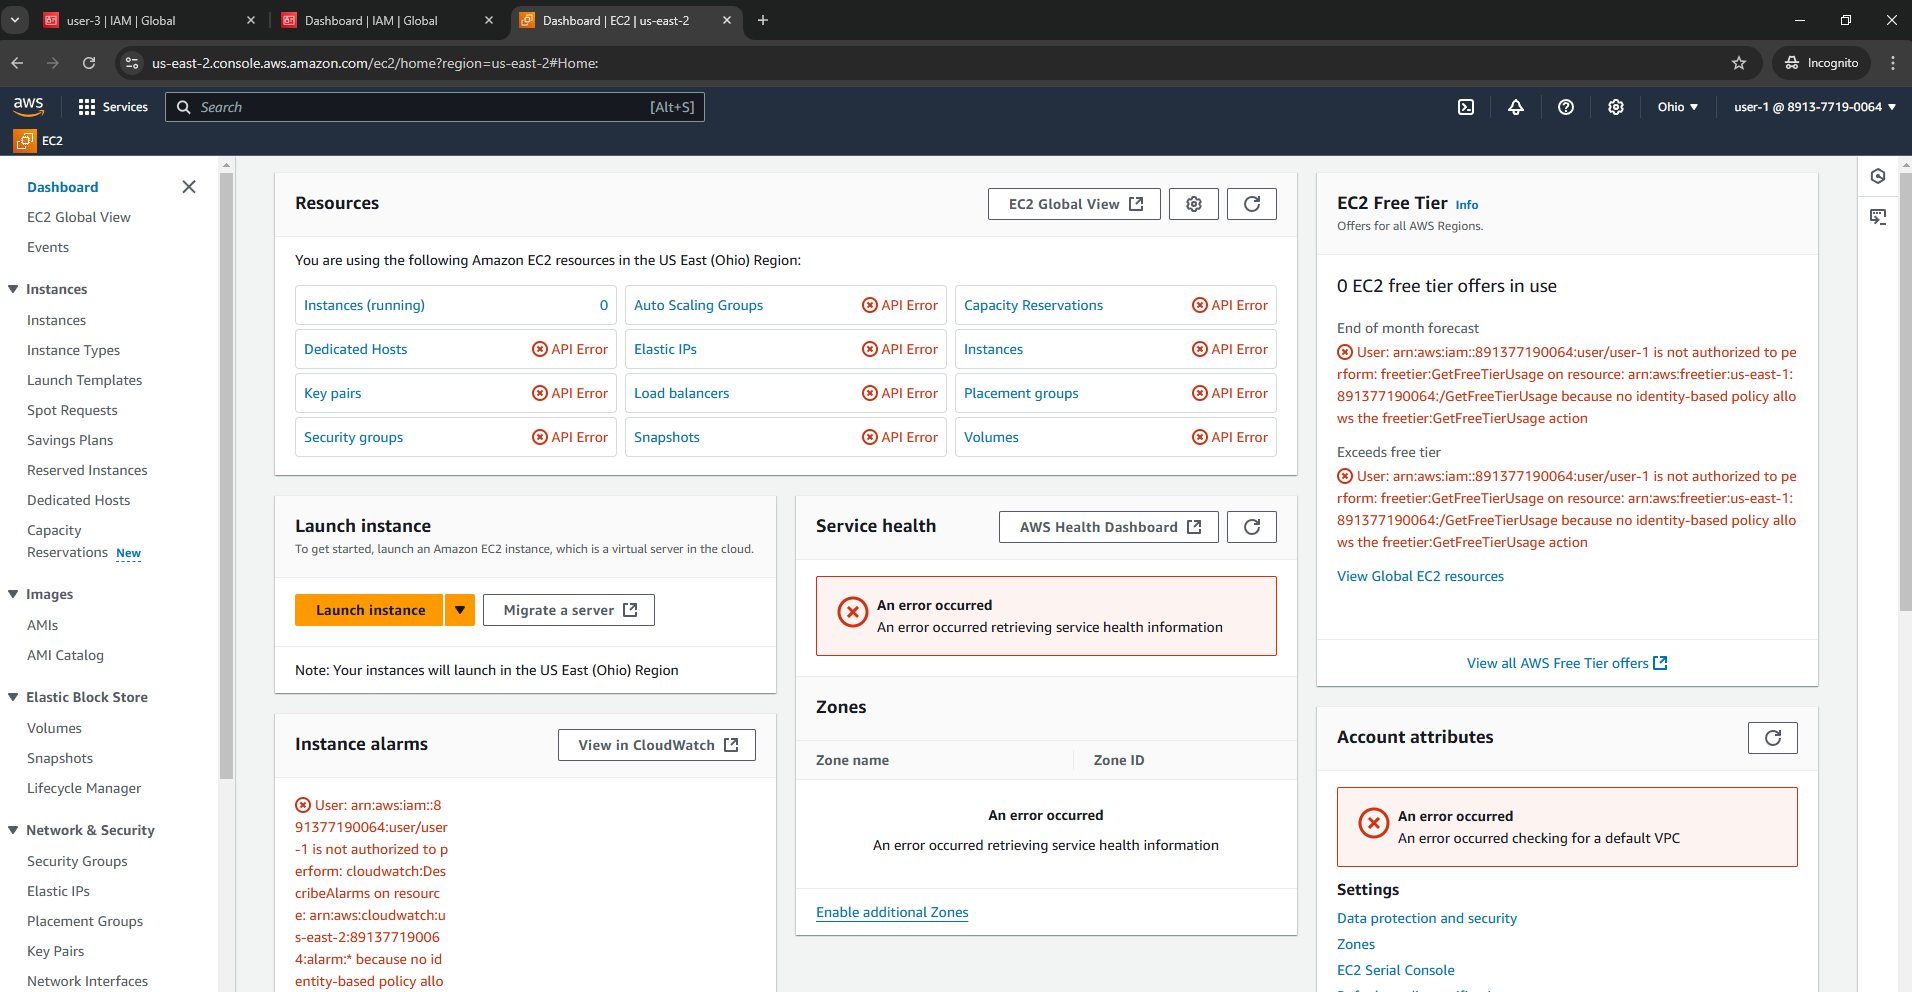 user-3 | IAM | Global
Dashboard | IAM | Global
Dashboard | EC2 | us-east-2
us-east-2.console.aws.amazon.com/ec2/home?region=us-east-2#Home:
Incognito
aws
Services
Search
[Alt+S]
Ohio
user-1 @ 8913-7719-0064
EC2
Dashboard
EC2 Global View
Events
Instances
Instances
Instance Types
Launch Templates
Spot Requests
Savings Plans
Reserved Instances
Dedicated Hosts
Capacity
Reservations New
Images
AMIs
AMI Catalog
Elastic Block Store
Volumes
Snapshots
Lifecycle Manager
Network & Security
Security Groups
Elastic IPs
Placement Groups
Key Pairs
Network Interfaces
Resources
EC2 Global View
You are using the following Amazon EC2 resources in the US East (Ohio) Region:
Instances (running) 0
Auto Scaling Groups API Error
Capacity Reservations API Error
Dedicated Hosts API Error
Elastic IPs API Error
Instances API Error
Key pairs API Error
Load balancers API Error
Placement groups API Error
Security groups API Error
Snapshots API Error
Volumes API Error
Launch instance
To get started, launch an Amazon EC2 instance, which is a virtual server in the cloud.
Launch instance
Migrate a server
Note: Your instances will launch in the US East (Ohio) Region
Instance alarms
View in CloudWatch
User: arn:aws:iam::8
91377190064:user/user
-1 is not authorized to p
erform: cloudwatch:Des
cribeAlarms on resourc
e: arn:aws:cloudwatch:u
s-east-2:89137719006
4:alarm:* because no id
entity-based policy allo
Service health
AWS Health Dashboard
An error occurred
An error occurred retrieving service health information
Zones
Zone name
Zone ID
An error occurred
An error occurred retrieving service health information
Enable additional Zones
EC2 Free Tier Info
Offers for all AWS Regions.
0 EC2 free tier offers in use
End of month forecast
User: arn:aws:iam::891377190064:user/user-1 is not authorized to pe
rform: freetier:GetFreeTierUsage on resource: arn:aws:freetier:us-east-1:
891377190064:/GetFreeTierUsage because no identity-based policy allo
ws the freetier:GetFreeTierUsage action
Exceeds free tier
User: arn:aws:iam::891377190064:user/user-1 is not authorized to pe
rform: freetier:GetFreeTierUsage on resource: arn:aws:freetier:us-east-1:
891377190064:/GetFreeTierUsage because no identity-based policy allo
ws the freetier:GetFreeTierUsage action
View Global EC2 resources
View all AWS Free Tier offers
Account attributes
An error occurred
An error occurred checking for a default VPC
Settings
Data protection and security
Zones
EC2 Serial Console